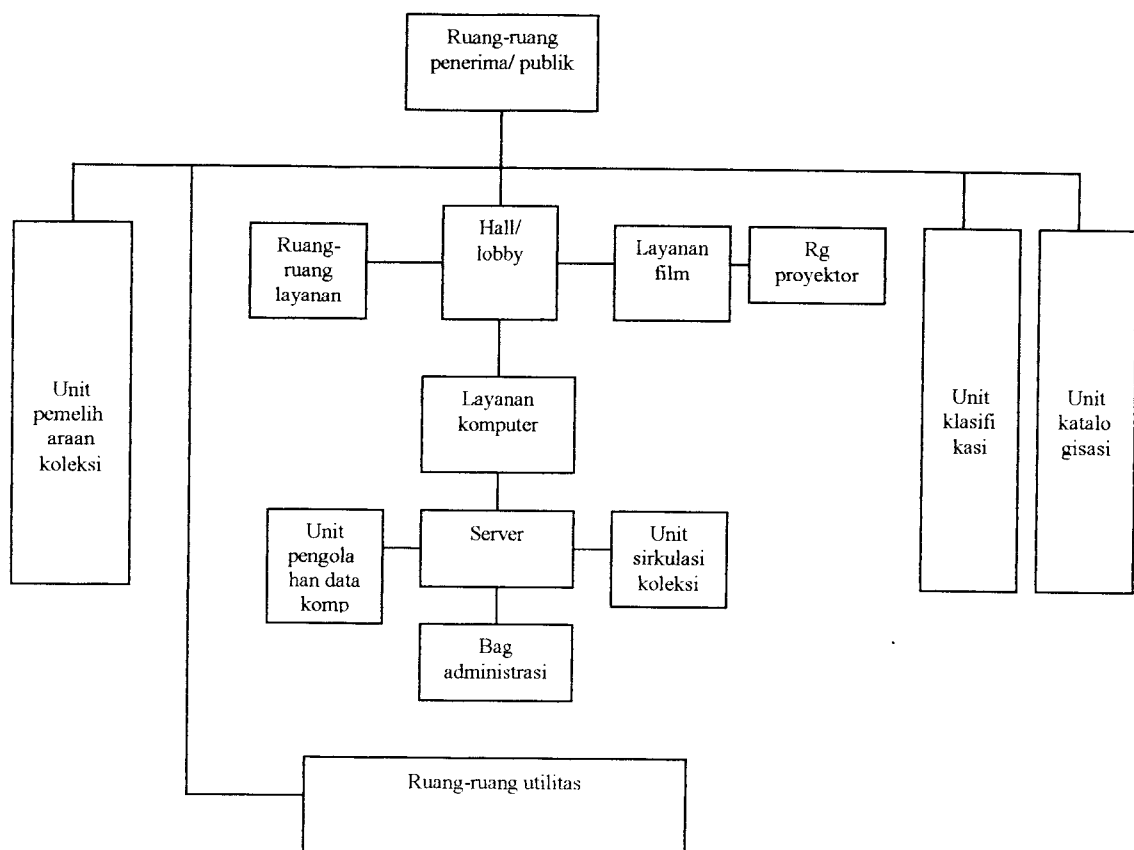 Ruang-ruang
penerima/ publik
Hall/
lobby
Ruang-
ruang
layanan
Layanan
film
Rg
proyektor
Unit
pemelih
araan
koleksi
Layanan
komputer
Unit
klasifi
kasi
Unit
katalo
gisasi
Unit
pengola
han data
komp
Server
Unit
sirkulasi
koleksi
Bag
administrasi
Ruang-ruang utilitas